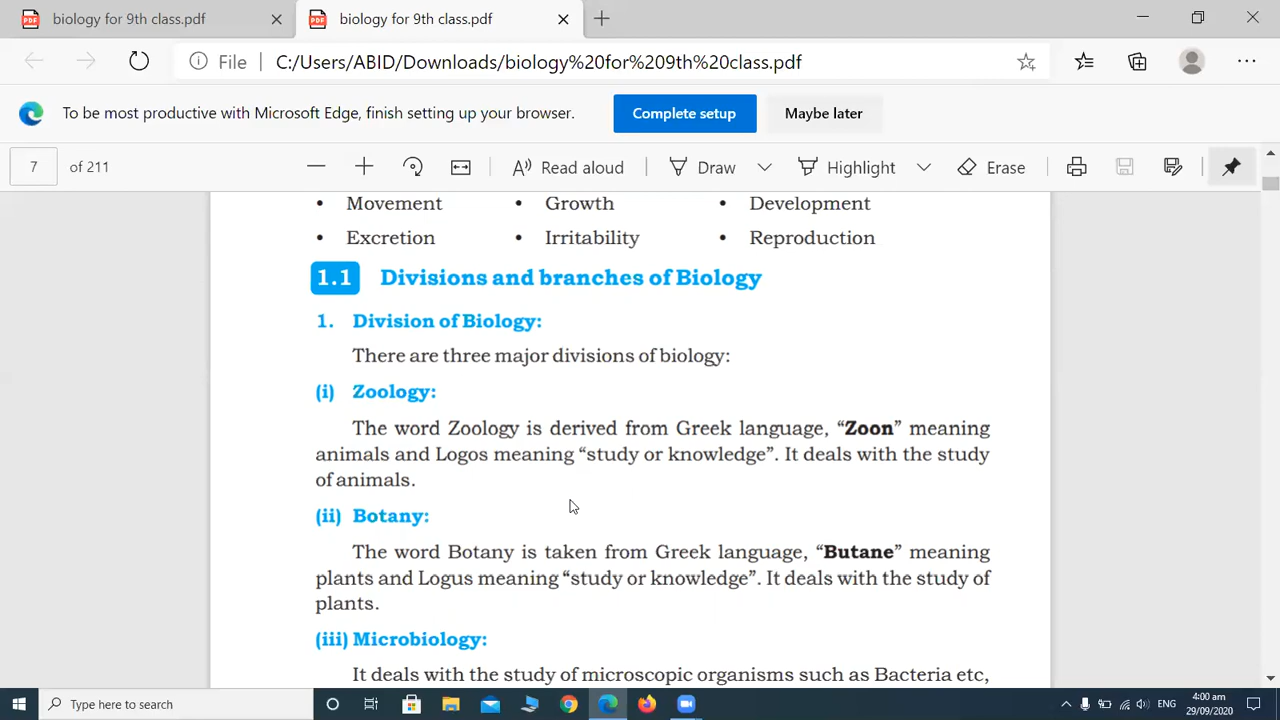 biology for 9th class.pdf
biology for 9th class.pdf
File
C:/Users/ABID/Downloads/biology%20for%209th%20class.pdf
To be most productive with Microsoft Edge, finish setting up your browser.
Complete setup
Maybe later
7 of 211
Read aloud
Draw
Highlight
Erase
• Movement • Growth • Development
• Excretion • Irritability • Reproduction
1.1 Divisions and branches of Biology
1. Division of Biology:
There are three major divisions of biology:
(i) Zoology:
The word Zoology is derived from Greek language, “Zoon” meaning
animals and Logos meaning “study or knowledge”. It deals with the study
of animals.
(ii) Botany:
The word Botany is taken from Greek language, “Butane” meaning
plants and Logus meaning “study or knowledge”. It deals with the study of
plants.
(iii) Microbiology:
It deals with the study of microscopic organisms such as Bacteria etc,
Type here to search
ENG
4:00 am
29/09/2020